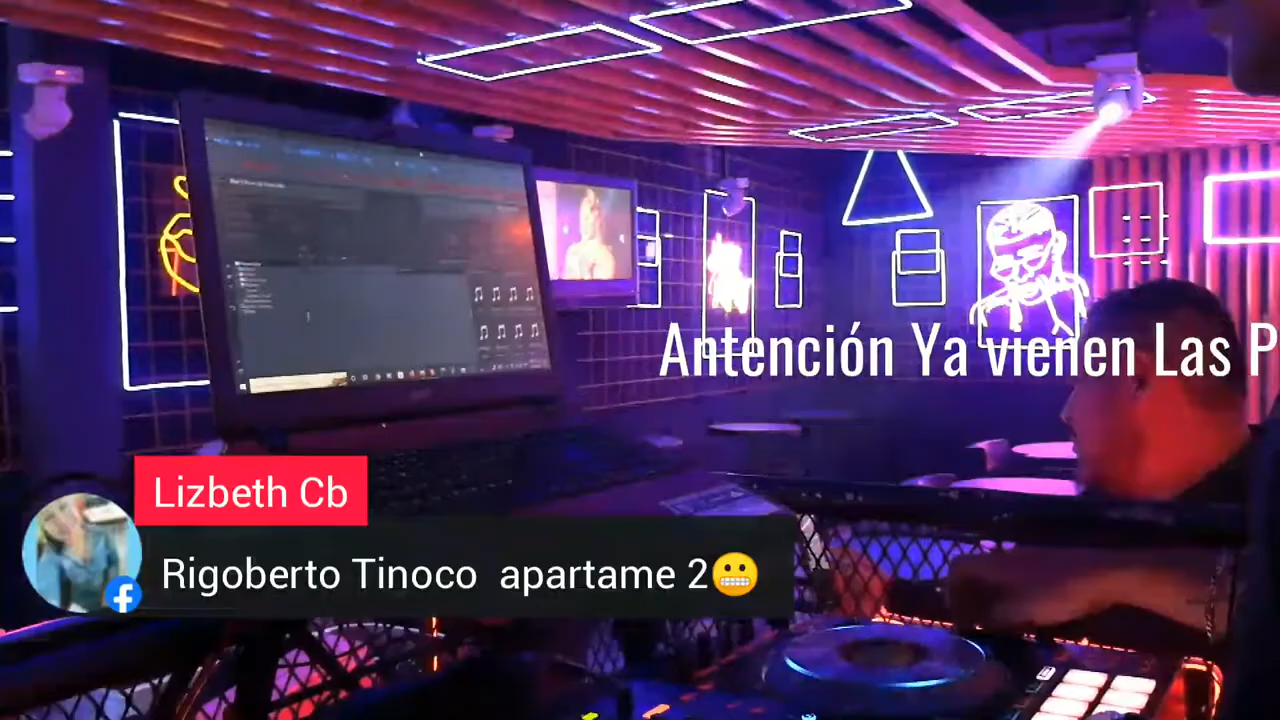 Antención Ya vienen Las P
Lizbeth Cb
Rigoberto Tinoco apartame 2😬